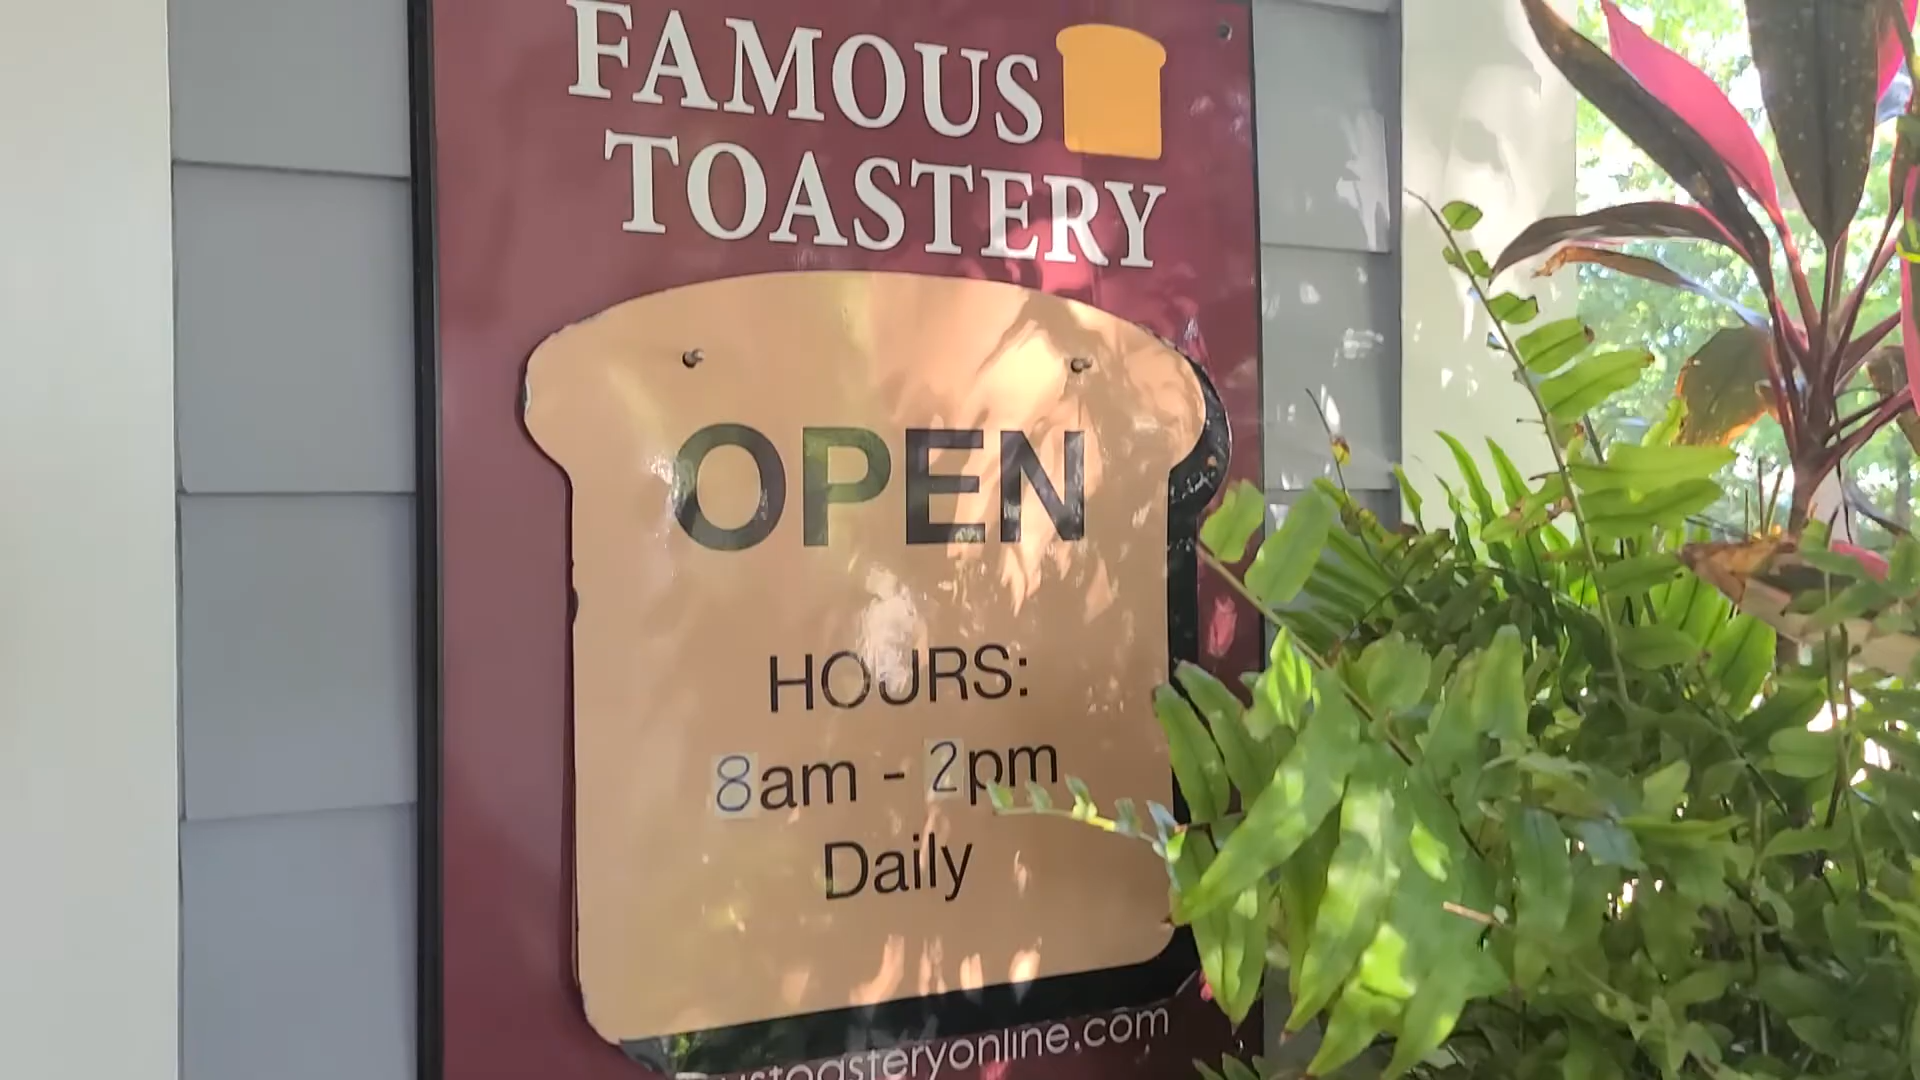 FAMOUS
TOASTERY
OPEN
HOURS:
8am - 2pm
Daily